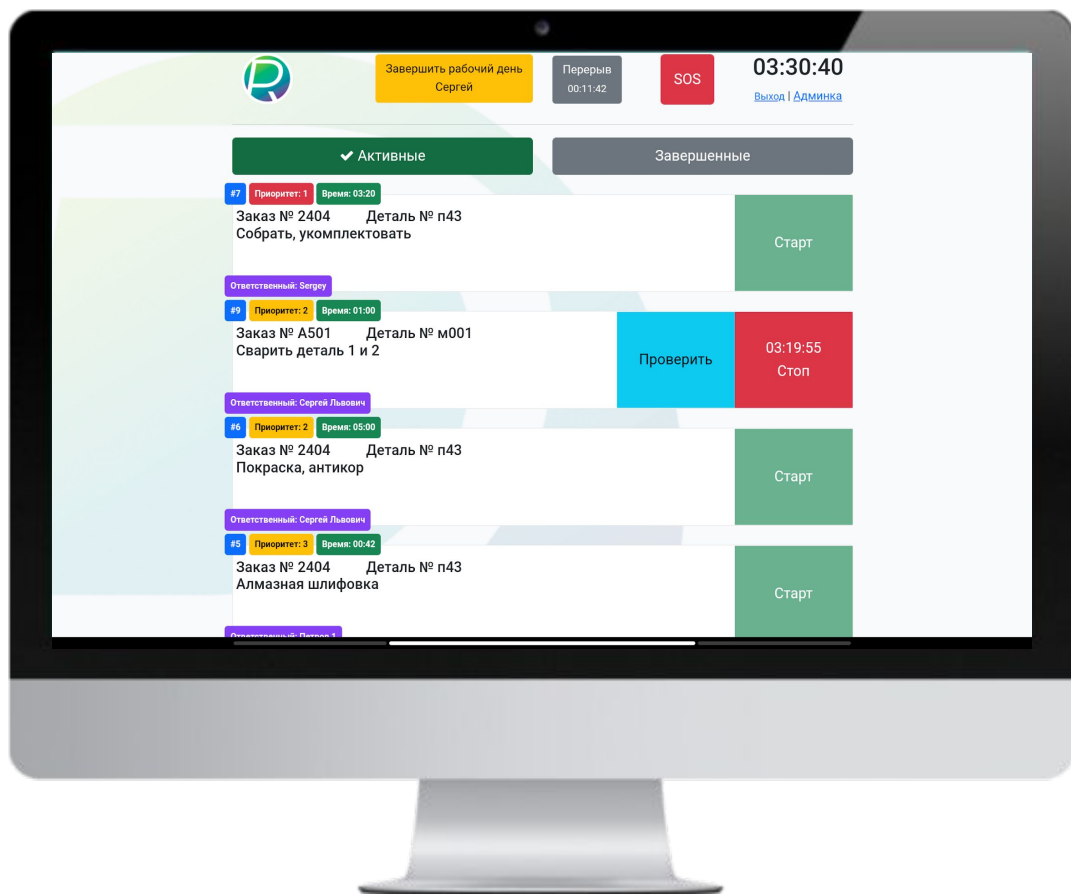 Завершить рабочий день
Сергей
Перерыв
00:11:42
SOS
03:30:40
Выход | Админка
✔ Активные
Завершенные
#7 Приоритет: 1 Время: 03:20
Заказ № 2404 Деталь № п43
Собрать, укомплектовать
Старт
Ответственный: Sergey
#9 Приоритет: 2 Время: 01:00
Заказ № А501 Деталь № м001
Сварить деталь 1 и 2
Проверить
03:19:55
Стоп
Ответственный: Сергей Львович
#6 Приоритет: 2 Время: 05:00
Заказ № 2404 Деталь № п43
Покраска, антикор
Старт
Ответственный: Сергей Львович
#5 Приоритет: 3 Время: 00:42
Заказ № 2404 Деталь № п43
Алмазная шлифовка
Старт
Ответственный: Петров 1